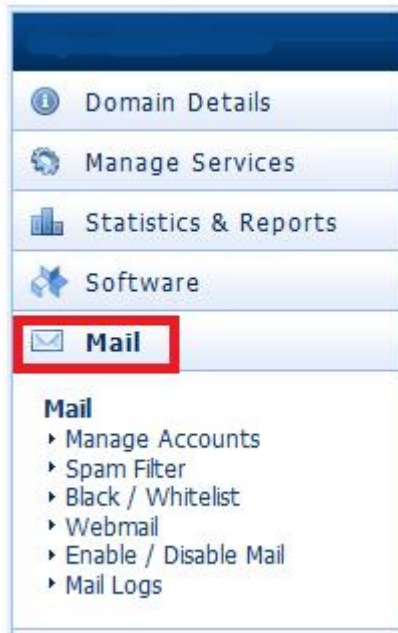 Domain Details
Manage Services
Statistics & Reports
Software
Mail
Mail
Manage Accounts
Spam Filter
Black / Whitelist
Webmail
Enable / Disable Mail
Mail Logs